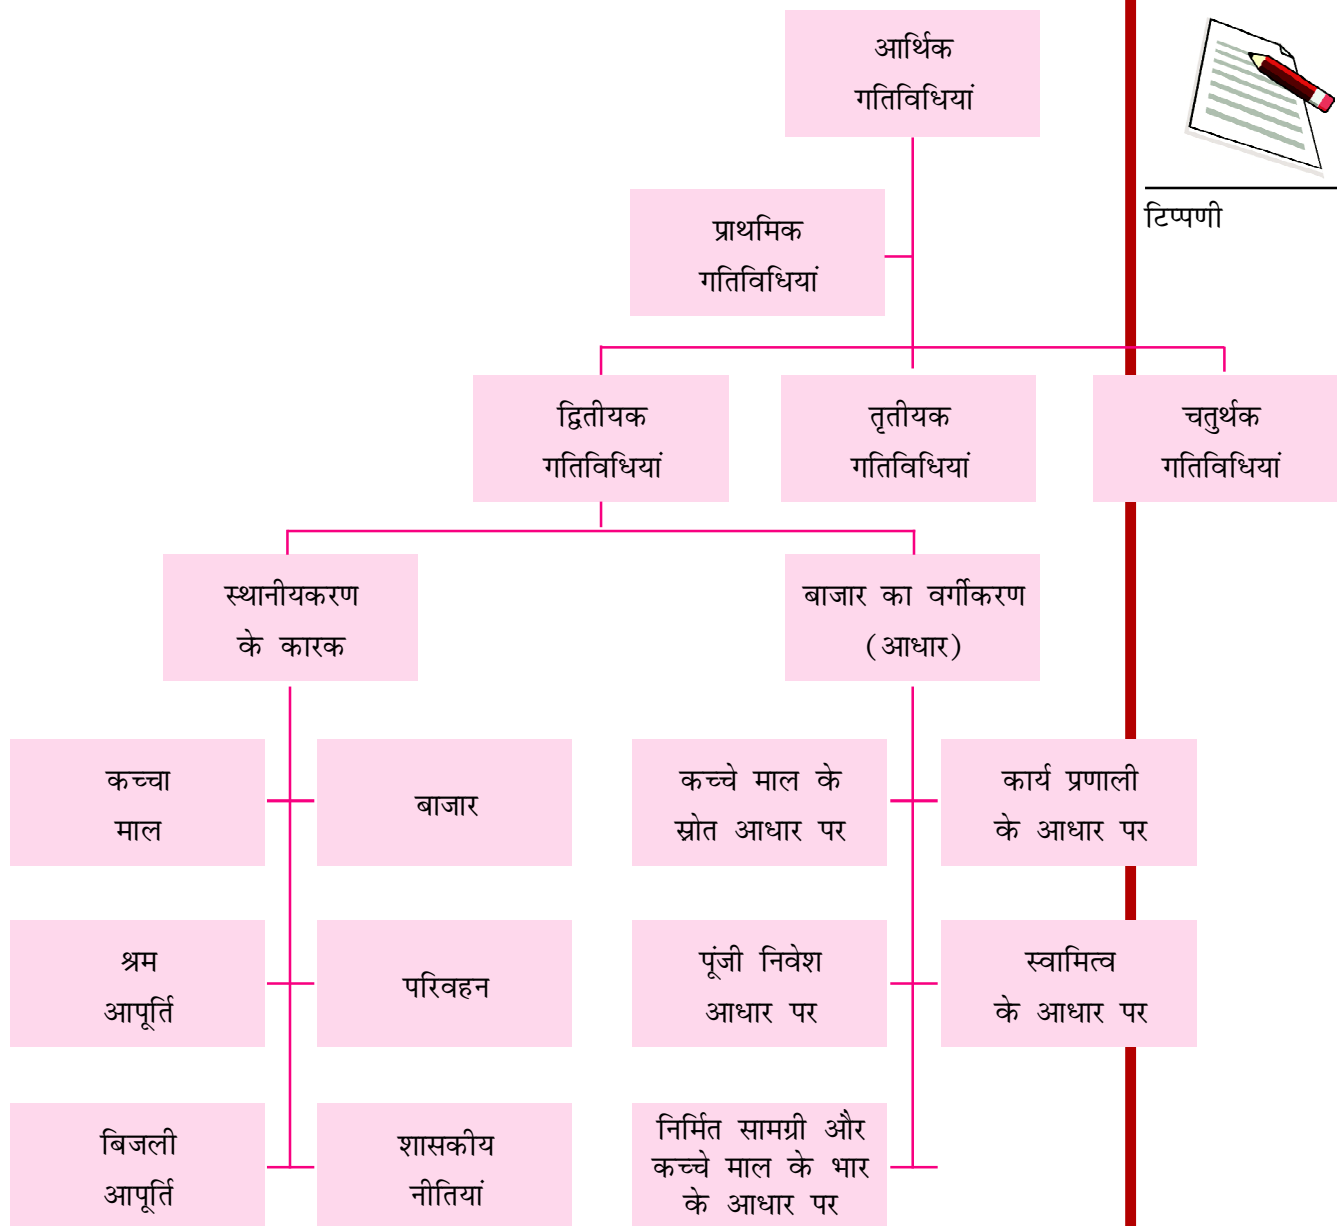 आर्थिक
गतिविधियां
टिप्पणी
प्राथमिक
गतिविधियां
द्वितीयक
गतिविधियां
तृतीयक
गतिविधियां
चतुर्थक
गतिविधियां
स्थानीयकरण
के कारक
बाजार का वर्गीकरण
(आधार)
कच्चा
माल
बाजार
कच्चे माल के
स्रोत आधार पर
कार्य प्रणाली
के आधार पर
श्रम
आपूर्ति
परिवहन
पूंजी निवेश
आधार पर
स्वामित्व
के आधार पर
बिजली
आपूर्ति
शासकीय
नीतियां
निर्मित सामग्री और
कच्चे माल के भार
के आधार पर